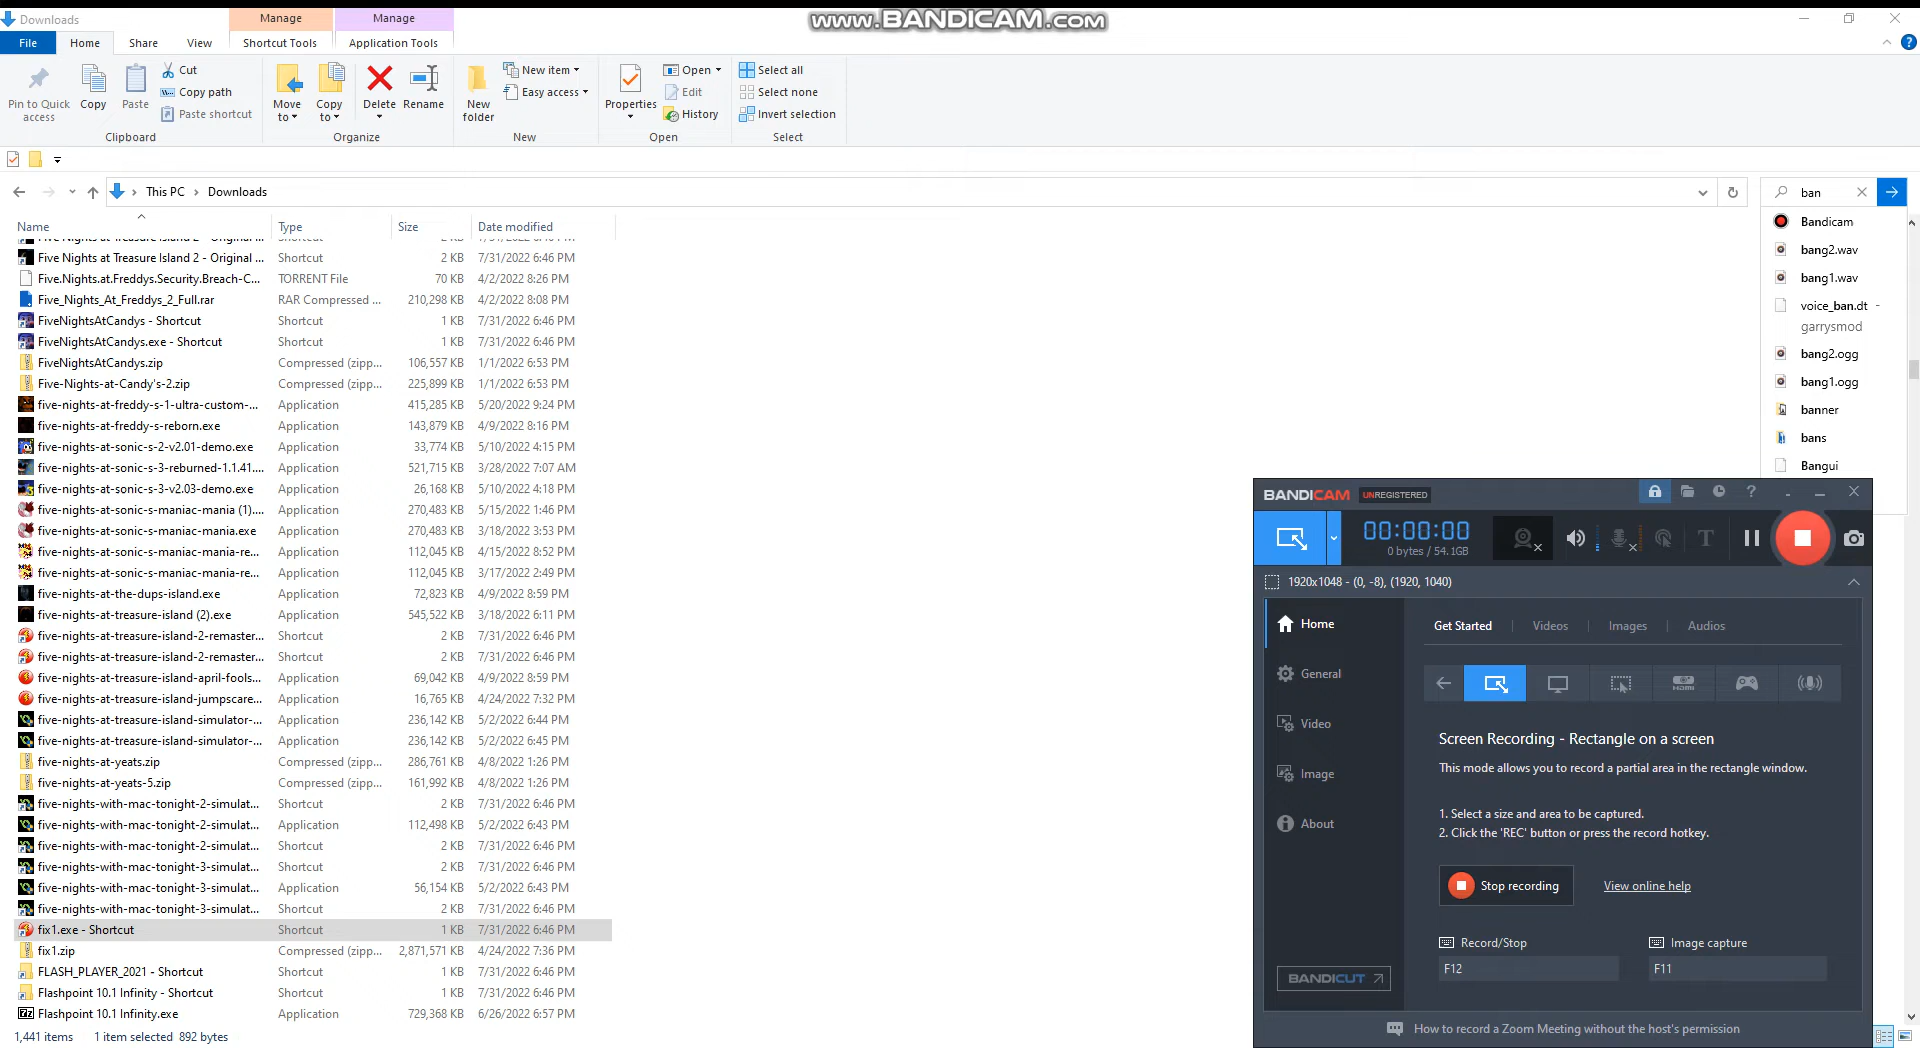 Downloads
Manage
Manage
www.BANDICAM.com
File
Home
Share
View
Shortcut Tools
Application Tools
Pin to Quick access
Copy
Paste
Cut
Copy path
Paste shortcut
Move to
Copy to
Delete
Rename
New folder
New item
Easy access
Properties
Open
Edit
History
Select all
Select none
Invert selection
Clipboard
Organize
New
Open
Select
This PC
Downloads
ban
Name
Type
Size
Date modified
Five Nights at Treasure Island 2 - Original ... Shortcut 2 KB 7/31/2022 6:46 PM
Five Nights at Treasure Island 2 - Original ... Shortcut 2 KB 7/31/2022 6:46 PM
Five.Nights.at.Freddys.Security.Breach-C... TORRENT File 70 KB 4/2/2022 8:26 PM
Five_Nights_At_Freddys_2_Full.rar RAR Compressed ... 210,298 KB 4/2/2022 8:08 PM
FiveNightsAtCandys - Shortcut Shortcut 1 KB 7/31/2022 6:46 PM
FiveNightsAtCandys.exe - Shortcut Shortcut 1 KB 7/31/2022 6:46 PM
FiveNightsAtCandys.zip Compressed (zipp... 106,557 KB 1/1/2022 6:53 PM
Five-Nights-at-Candy's-2.zip Compressed (zipp... 225,899 KB 1/1/2022 6:53 PM
five-nights-at-freddy-s-1-ultra-custom-... Application 415,285 KB 5/20/2022 9:24 PM
five-nights-at-freddy-s-reborn.exe Application 143,879 KB 4/9/2022 8:16 PM
five-nights-at-sonic-s-2-v2.01-demo.exe Application 33,774 KB 5/10/2022 4:15 PM
five-nights-at-sonic-s-3-reburned-1.1.41.... Application 521,715 KB 3/28/2022 7:07 AM
five-nights-at-sonic-s-3-v2.03-demo.exe Application 26,168 KB 5/10/2022 4:18 PM
five-nights-at-sonic-s-maniac-mania (1).... Application 270,483 KB 5/15/2022 1:46 PM
five-nights-at-sonic-s-maniac-mania.exe Application 270,483 KB 3/18/2022 3:53 PM
five-nights-at-sonic-s-maniac-mania-re... Application 112,045 KB 4/15/2022 8:52 PM
five-nights-at-sonic-s-maniac-mania-re... Application 112,045 KB 3/17/2022 2:49 PM
five-nights-at-the-dups-island.exe Application 72,823 KB 4/9/2022 8:59 PM
five-nights-at-treasure-island (2).exe Application 545,522 KB 3/18/2022 6:11 PM
five-nights-at-treasure-island-2-remaster... Shortcut 2 KB 7/31/2022 6:46 PM
five-nights-at-treasure-island-2-remaster... Shortcut 2 KB 7/31/2022 6:46 PM
five-nights-at-treasure-island-april-fools... Application 69,042 KB 4/9/2022 8:59 PM
five-nights-at-treasure-island-jumpscare... Application 16,765 KB 4/24/2022 7:32 PM
five-nights-at-treasure-island-simulator-... Application 236,142 KB 5/2/2022 6:44 PM
five-nights-at-treasure-island-simulator-... Application 236,142 KB 5/2/2022 6:45 PM
five-nights-at-yeats.zip Compressed (zipp... 286,761 KB 4/8/2022 1:26 PM
five-nights-at-yeats-5.zip Compressed (zipp... 161,992 KB 4/8/2022 1:26 PM
five-nights-with-mac-tonight-2-simulat... Shortcut 2 KB 7/31/2022 6:46 PM
five-nights-with-mac-tonight-2-simulat... Application 112,498 KB 5/2/2022 6:43 PM
five-nights-with-mac-tonight-2-simulat... Shortcut 2 KB 7/31/2022 6:46 PM
five-nights-with-mac-tonight-3-simulat... Shortcut 2 KB 7/31/2022 6:46 PM
five-nights-with-mac-tonight-3-simulat... Application 56,154 KB 5/2/2022 6:43 PM
five-nights-with-mac-tonight-3-simulat... Shortcut 2 KB 7/31/2022 6:46 PM
fix1.exe - Shortcut Shortcut 1 KB 7/31/2022 6:46 PM
fix1.zip Compressed (zipp... 2,871,571 KB 4/24/2022 7:36 PM
FLASH_PLAYER_2021 - Shortcut Shortcut 1 KB 7/31/2022 6:46 PM
Flashpoint 10.1 Infinity - Shortcut Shortcut 1 KB 7/31/2022 6:46 PM
Flashpoint 10.1 Infinity.exe Application 729,368 KB 6/26/2022 6:57 PM
1,441 items 1 item selected 892 bytes
Bandicam
bang2.wav
bang1.wav
voice_ban.dt -
garrysmod
bang2.ogg
bang1.ogg
banner
bans
Bangui
BANDICAM UNREGISTERED
00:00:00
0 bytes / 54.1GB
1920x1048 - (0, -8), (1920, 1040)
Home
General
Video
Image
About
BANDICUT
Get Started
Videos
Images
Audios
HDMI
Screen Recording - Rectangle on a screen
This mode allows you to record a partial area in the rectangle window.
1. Select a size and area to be captured.
2. Click the 'REC' button or press the record hotkey.
Stop recording
View online help
Record/Stop
Image capture
F12
F11
How to record a Zoom Meeting without the host's permission